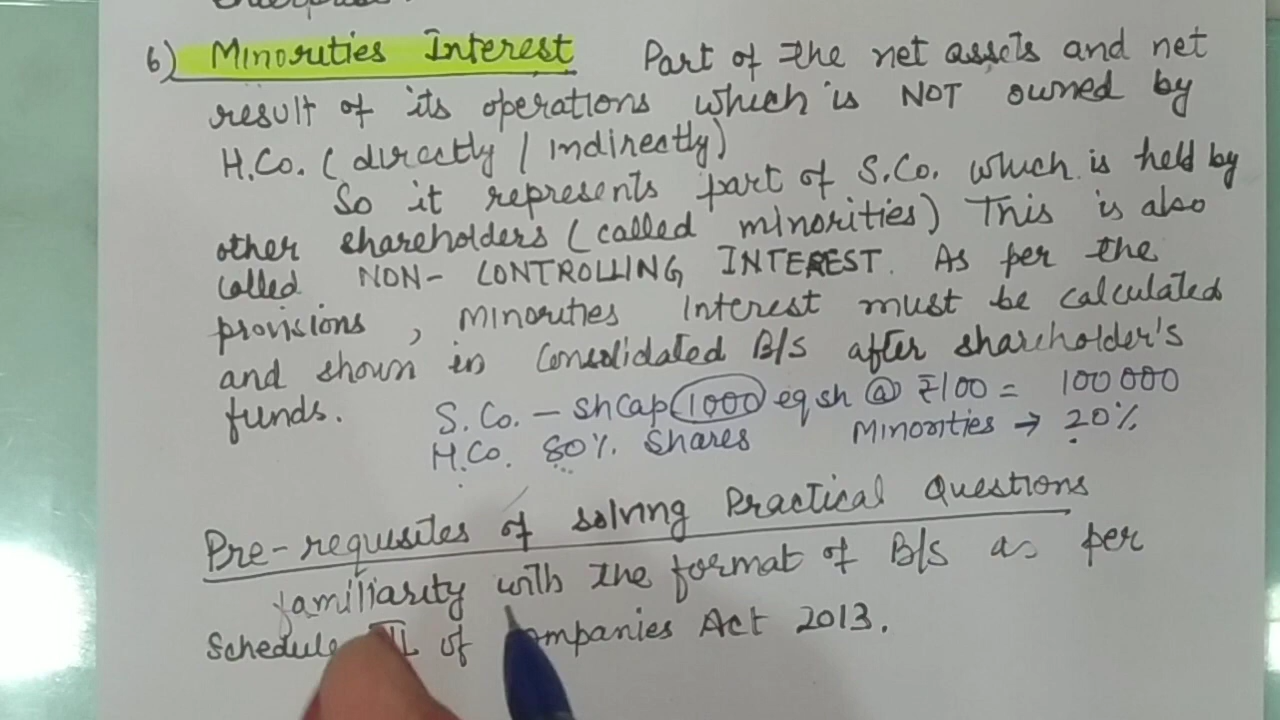 6) Minorities Interest Part of the net assets and net
result of its operations which is NOT owned by
H.Co. (directly / indirectly)
So it represents part of S.Co. which is held by
other shareholders (called minorities) This is also
called NON-CONTROLLING INTEREST. As per the
provisions, minorities interest must be calculated
and shown in Consolidated B/S after shareholder's
funds.
S.Co. - sh cap 1000 eq sh @ ₹100 = 100000
H.Co. 80% shares Minorities → 20%
Pre-requisites of solving Practical Questions
familiarity with the format of B/S as per
Schedule of Companies Act 2013.